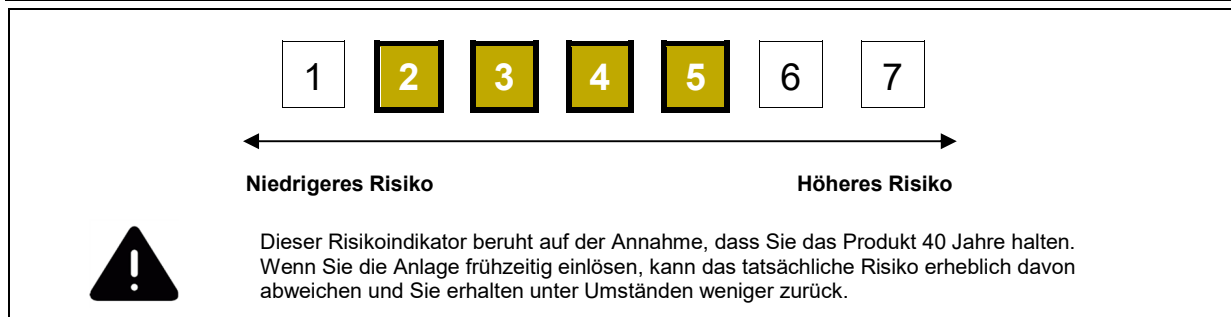 1 2 3 4 5 6 7
Niedrigeres Risiko Höheres Risiko
Dieser Risikoindikator beruht auf der Annahme, dass Sie das Produkt 40 Jahre halten.
Wenn Sie die Anlage frühzeitig einlösen, kann das tatsächliche Risiko erheblich davon
abweichen und Sie erhalten unter Umständen weniger zurück.